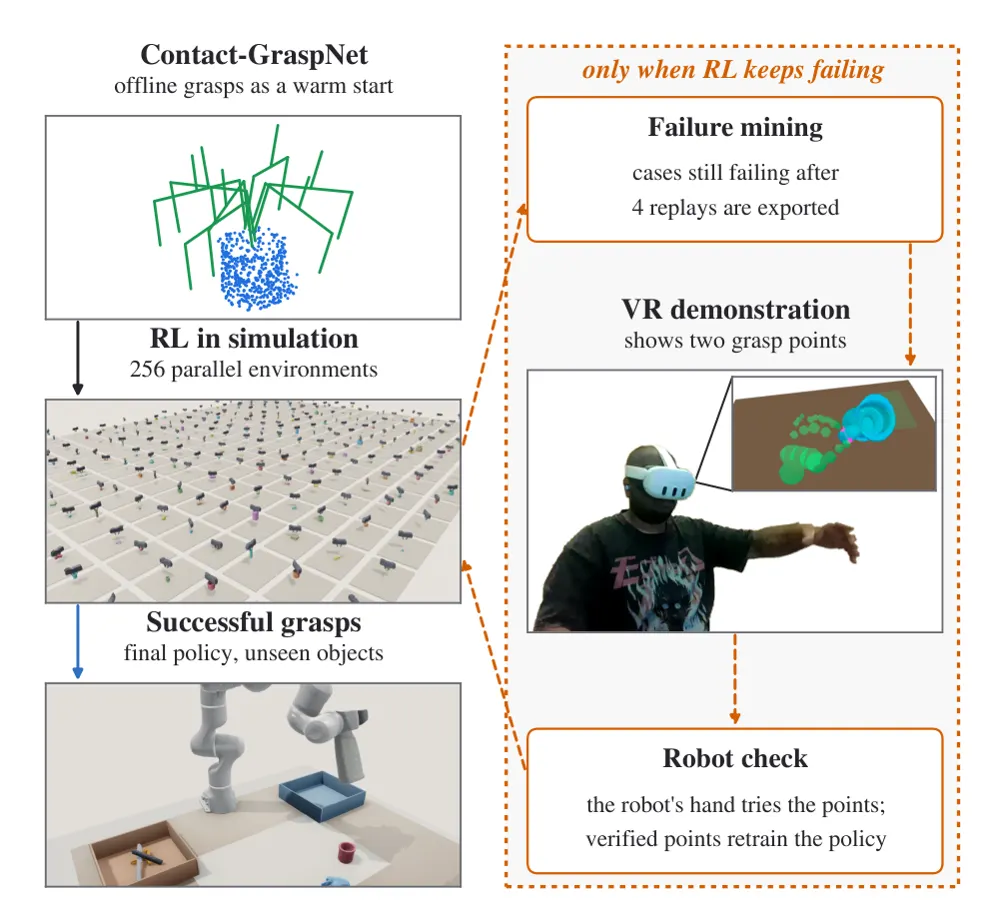 Contact-GraspNet
offline grasps as a warm start
RL in simulation
256 parallel environments
Successful grasps
final policy, unseen objects
only when RL keeps failing
Failure mining
cases still failing after
4 replays are exported
VR demonstration
shows two grasp points
Robot check
the robot's hand tries the points;
verified points retrain the policy